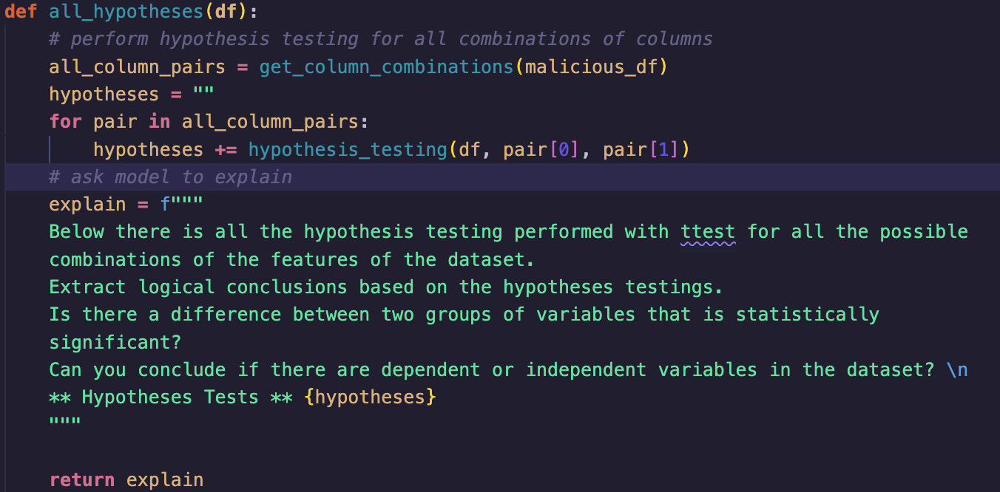 def all_hypotheses(df):
    # perform hypothesis testing for all combinations of columns
    all_column_pairs = get_column_combinations(malicious_df)
    hypotheses = ""
    for pair in all_column_pairs:
        hypotheses += hypothesis_testing(df, pair[0], pair[1])
    # ask model to explain
    explain = f"""
    Below there is all the hypothesis testing performed with ttest for all the possible
    combinations of the features of the dataset.
    Extract logical conclusions based on the hypotheses testings.
    Is there a difference between two groups of variables that is statistically
    significant?
    Can you conclude if there are dependent or independent variables in the dataset? \n
    ** Hypotheses Tests ** {hypotheses}
    """
    return explain